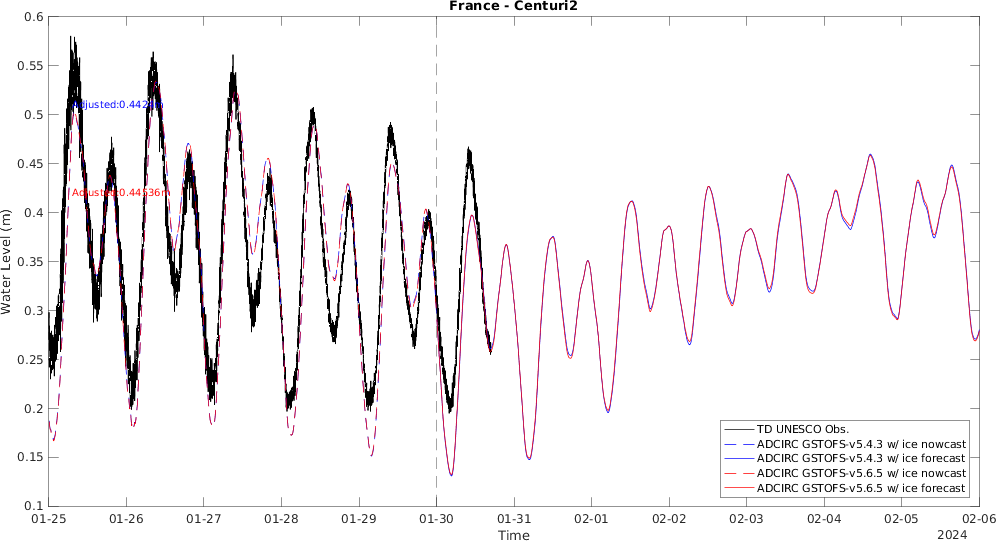 France - Centuri2
0.6
0.55
0.5
0.45
0.4
0.35
0.3
0.25
0.2
0.15
0.1
Water Level (m)
Adjusted:0.44536m
TD UNESCO Obs.
ADCIRC GSTOFS-v5.4.3 w/ ice nowcast
ADCIRC GSTOFS-v5.4.3 w/ ice forecast
ADCIRC GSTOFS-v5.6.5 w/ ice nowcast
ADCIRC GSTOFS-v5.6.5 w/ ice forecast
01-25 01-26 01-27 01-28 01-29 01-30 01-31 02-01 02-02 02-03 02-04 02-05 02-06
Time
2024